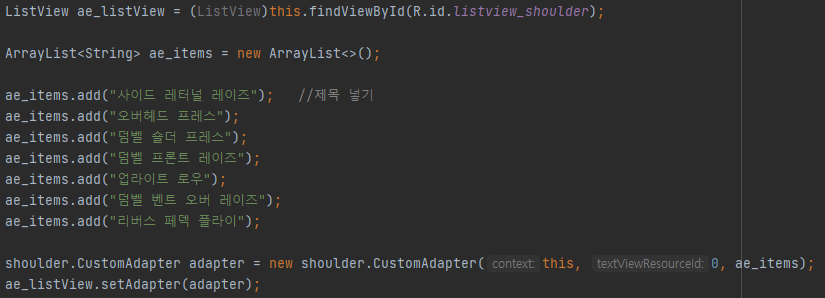 ListView ae_listView = (ListView)this.findViewById(R.id.listview_shoulder);
ArrayList<String> ae_items = new ArrayList<>();
ae_items.add("사이드 레터널 레이즈");   //제목 넣기
ae_items.add("오버헤드 프레스");
ae_items.add("덤벨 숄더 프레스");
ae_items.add("덤벨 프론트 레이즈");
ae_items.add("업라이트 로우");
ae_items.add("덤벨 벤트 오버 레이즈");
ae_items.add("리버스 페덱 플라이");
shoulder.CustomAdapter adapter = new shoulder.CustomAdapter( context: this, textViewResourceId: 0, ae_items);
ae_listView.setAdapter(adapter);